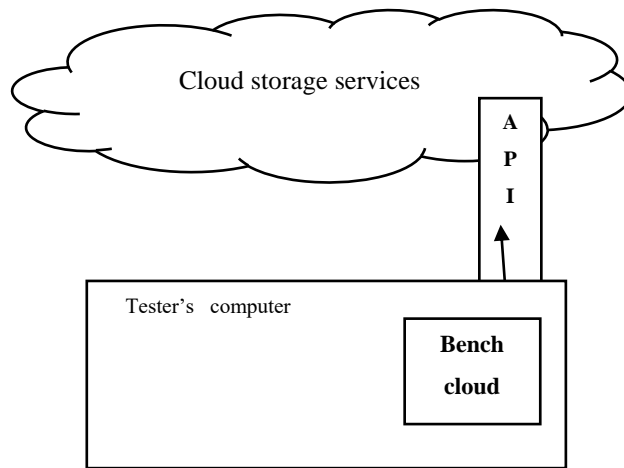 Cloud storage services
A
P
I
Tester’s computer
Bench
cloud